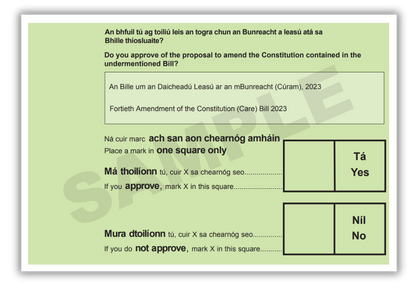 An bhfuil tú ag toiliú leis an togra chun an Bunreacht a leasú atá sa
Bhille thíosluaite?
Do you approve of the proposal to amend the Constitution contained in the
undermentioned Bill?
An Bille um an Daicheadú Leasú ar an mBunreacht (Cúram), 2023
Fortieth Amendment of the Constitution (Care) Bill 2023
SAMPLE
Ná cuir marc ach san aon chearnóg amháin
Place a mark in one square only
Má thoilíonn tú, cuir X sa chearnóg seo
Tá
If you approve, mark X in this square
Yes
Mura dtoilíonn tú, cuir X sa chearnóg seo
Níl
If you do not approve, mark X in this square
No